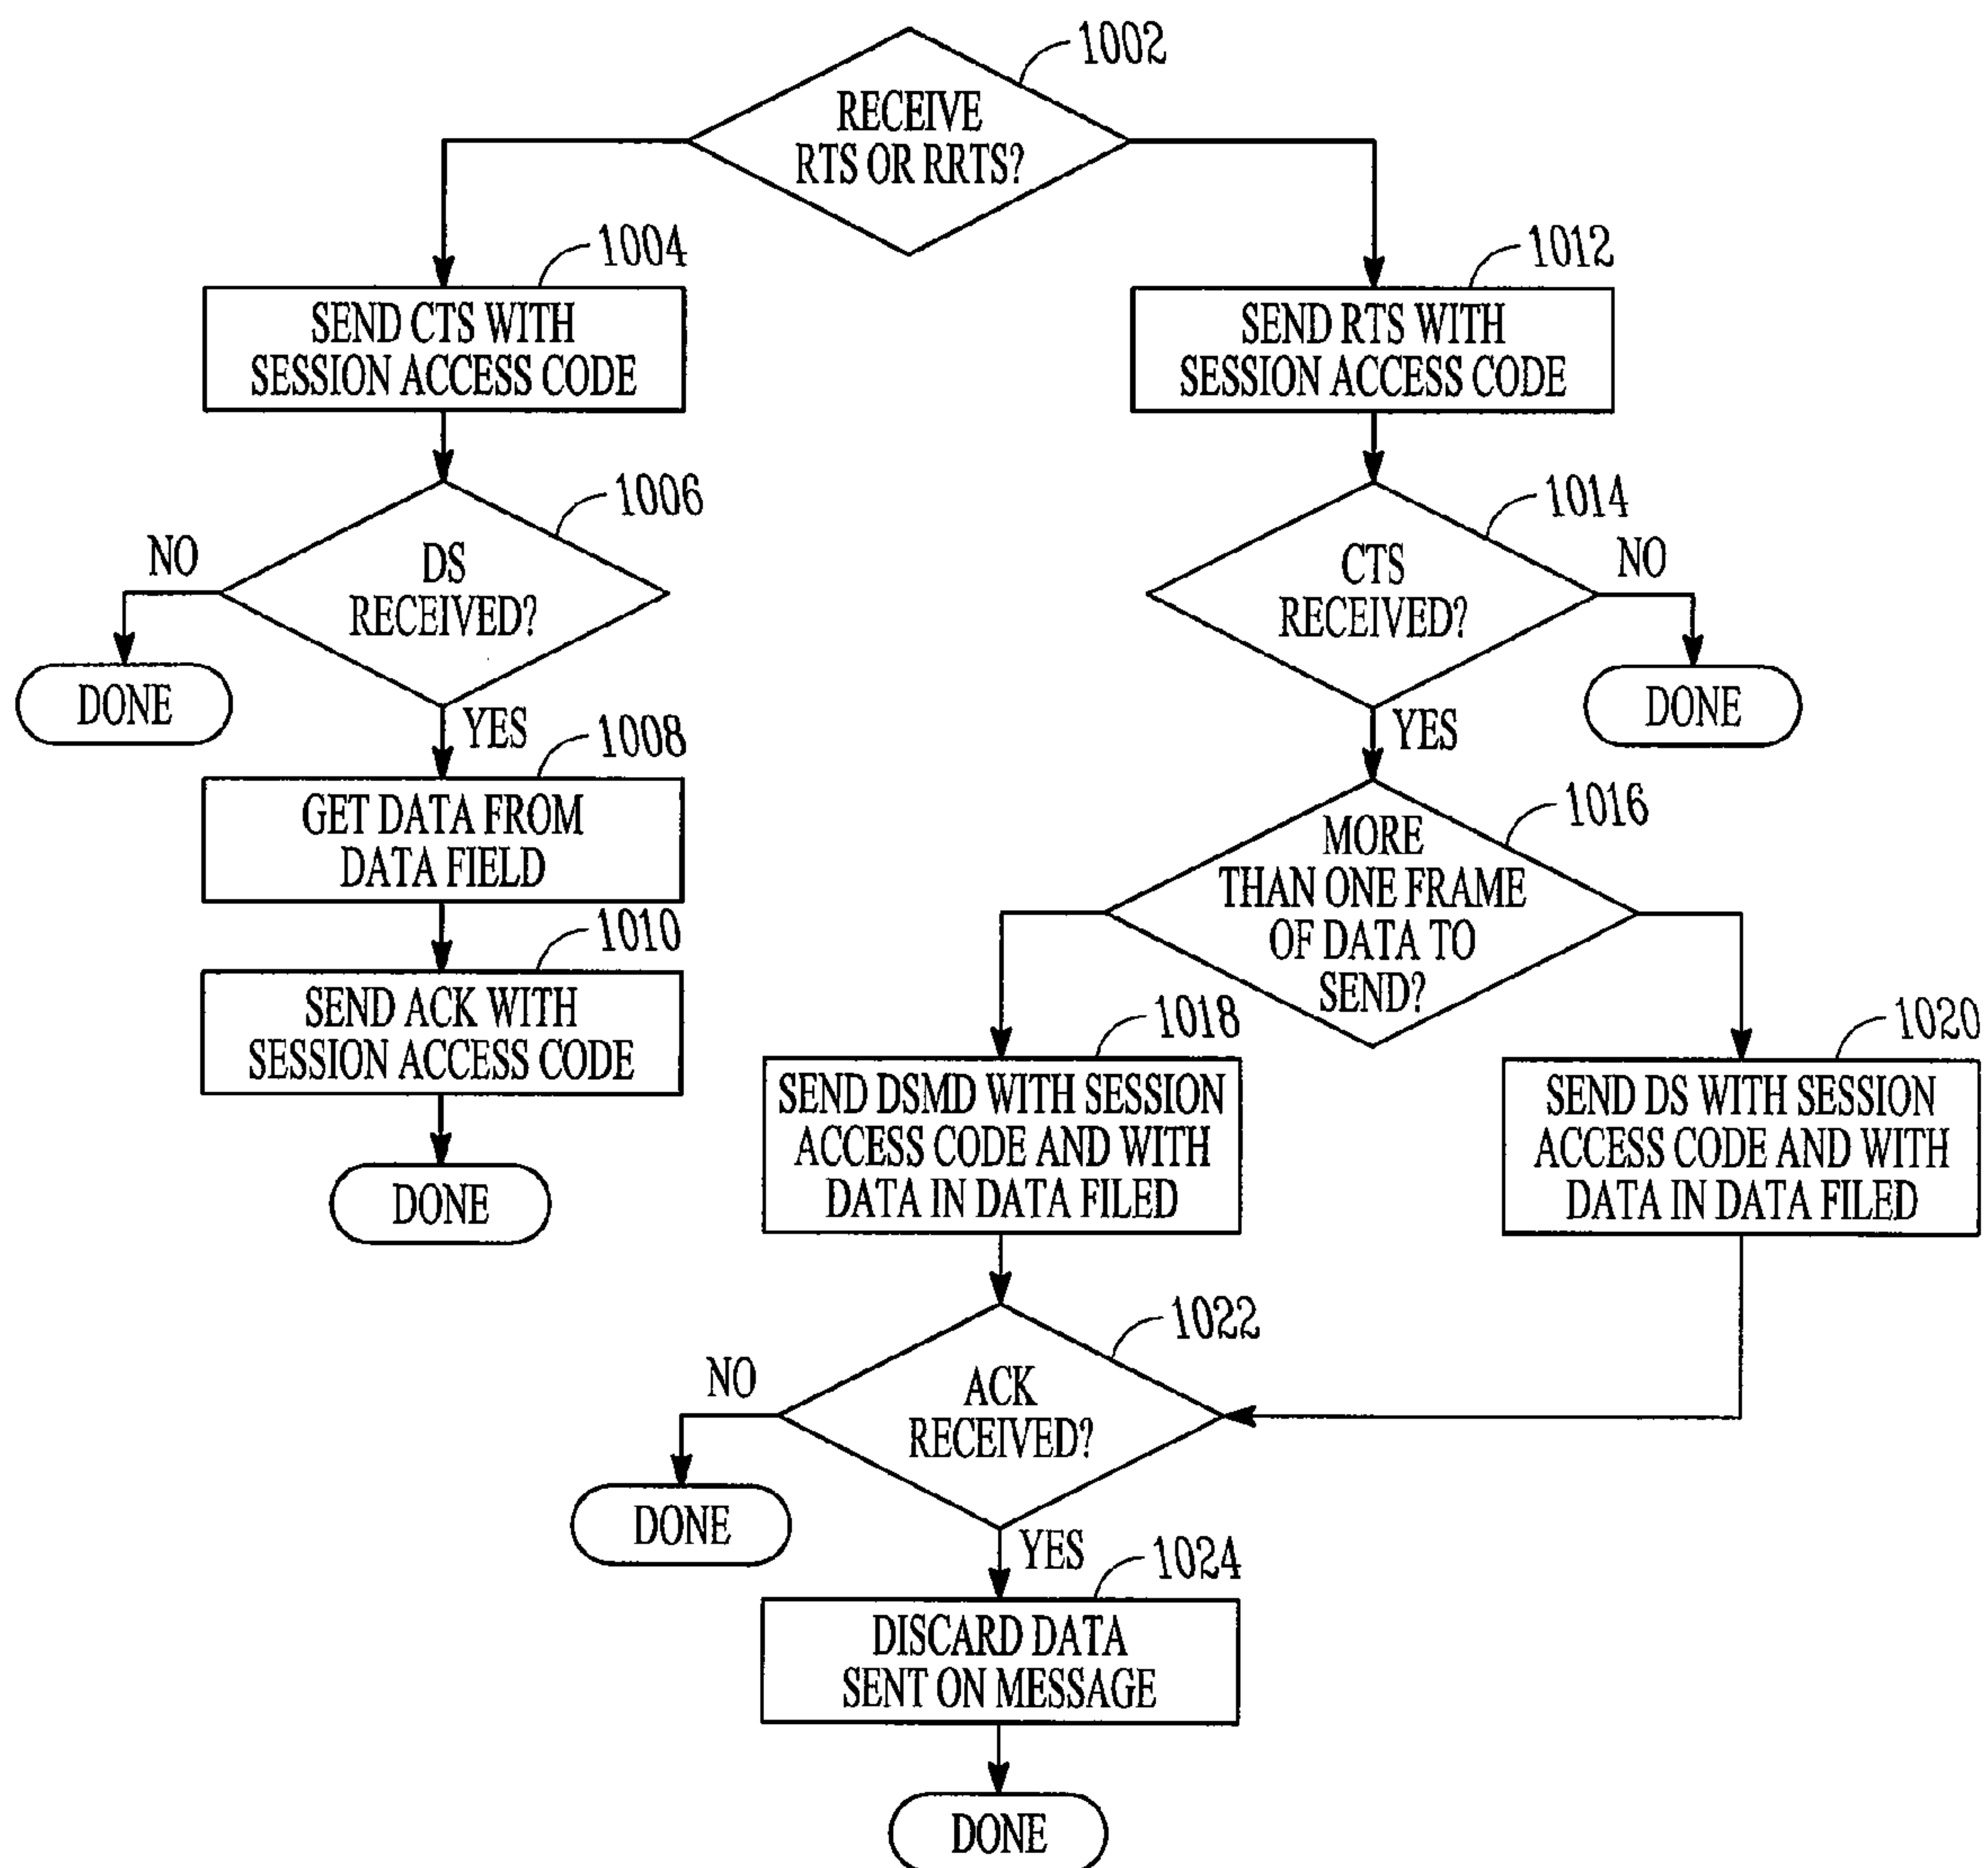 1002
RECEIVE
RTS OR RRTS?
1004
SEND CTS WITH
SESSION ACCESS CODE
1006
DS
RECEIVED?
NO
DONE
YES
1008
GET DATA FROM
DATA FIELD
1010
SEND ACK WITH
SESSION ACCESS CODE
DONE
1012
SEND RTS WITH
SESSION ACCESS CODE
1014
CTS
RECEIVED?
NO
DONE
YES
1016
MORE
THAN ONE FRAME
OF DATA TO
SEND?
1018
SEND DSMD WITH SESSION
ACCESS CODE AND WITH
DATA IN DATA FILED
1020
SEND DS WITH SESSION
ACCESS CODE AND WITH
DATA IN DATA FILED
1022
ACK
RECEIVED?
NO
DONE
YES
1024
DISCARD DATA
SENT ON MESSAGE
DONE